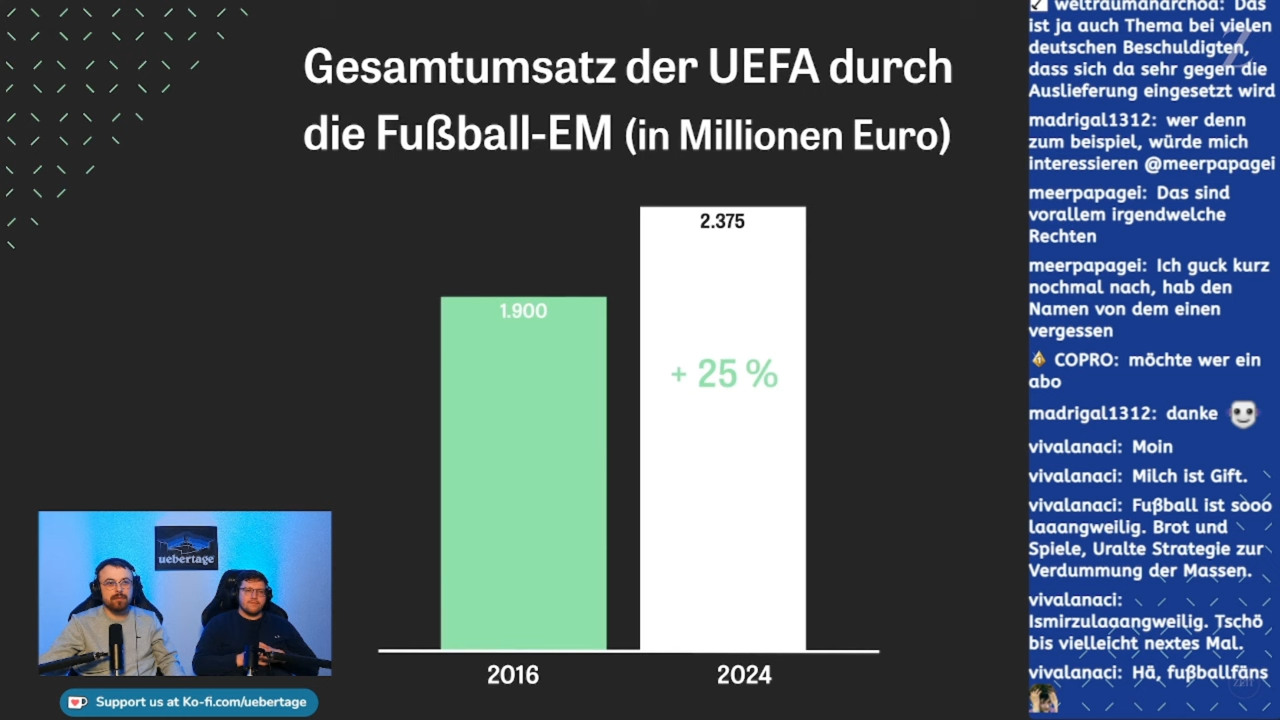 Gesamtumsatz der UEFA durch
die Fußball-EM (in Millionen Euro)
2.375
1.900
+ 25 %
2016
2024
uebertage
Support us at Ko-fi.com/uebertage
weltraumanarchoa: Das
ist ja auch Thema bei vielen
deutschen Beschuldigten,
dass sich da sehr gegen die
Auslieferung eingesetzt wird
madrigal1312: wer denn
zum beispiel, würde mich
interessieren @meerpapagei
meerpapagei: Das sind
vorallem irgendwelche
Rechten
meerpapagei: Ich guck kurz
nochmal nach, hab den
Namen von dem einen
vergessen
COPRO: möchte wer ein
abo
madrigal1312: danke
vivalanaci: Moin
vivalanaci: Milch ist Gift.
vivalanaci: Fußball ist sooo
laaangweilig. Brot und
Spiele, Uralte Strategie zur
Verdummung der Massen.
vivalanaci:
Ismirzulaaangweilig. Tschö
bis vielleicht nextes Mal.
vivalanaci: Hä, fußballfäns